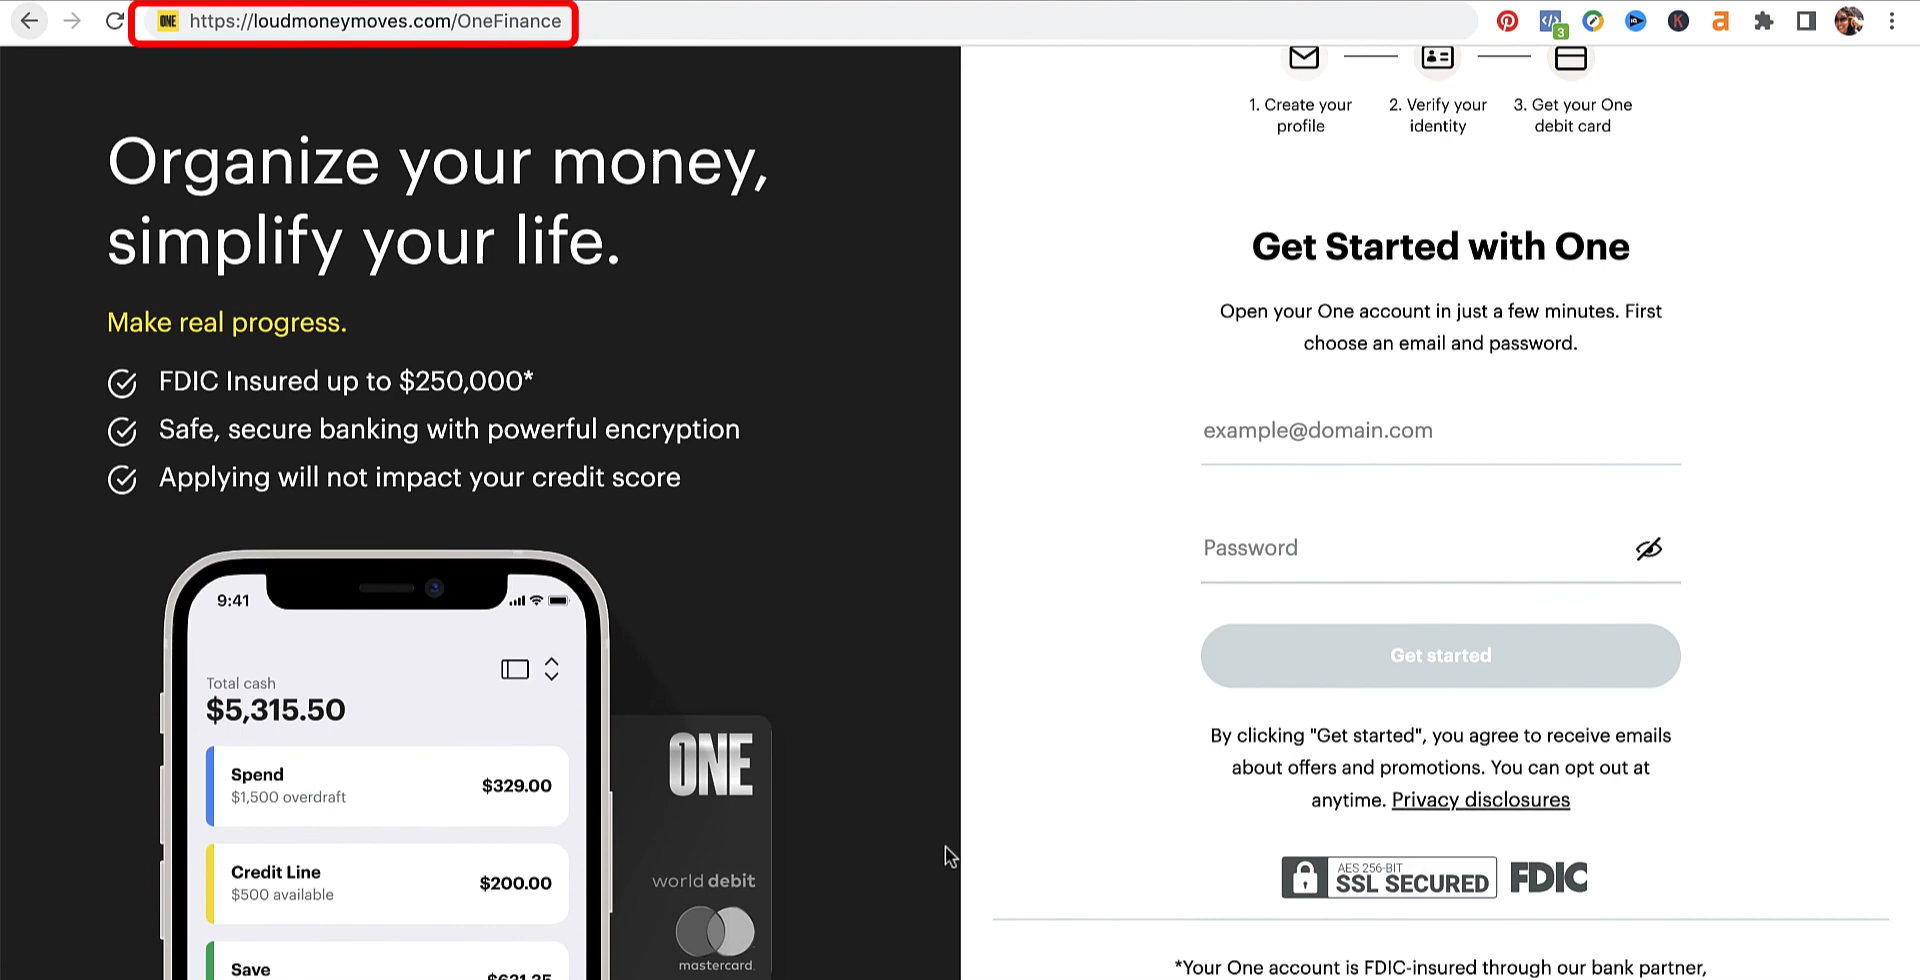 ONE https://loudmoneymoves.com/OneFinance
3
Organize your money,
simplify your life.
Make real progress.
FDIC Insured up to $250,000*
Safe, secure banking with powerful encryption
Applying will not impact your credit score
9:41
Total cash
$5,315.50
Spend
$1,500 overdraft
$329.00
Credit Line
$500 available
$200.00
Save
ONE
world debit
mastercard.
1. Create your
profile
2. Verify your
identity
3. Get your One
debit card
Get Started with One
Open your One account in just a few minutes. First
choose an email and password.
example@domain.com
Password
Get started
By clicking "Get started", you agree to receive emails
about offers and promotions. You can opt out at
anytime. Privacy disclosures
AES 256-BIT
SSL SECURED
FDIC
*Your One account is FDIC-insured through our bank partner,